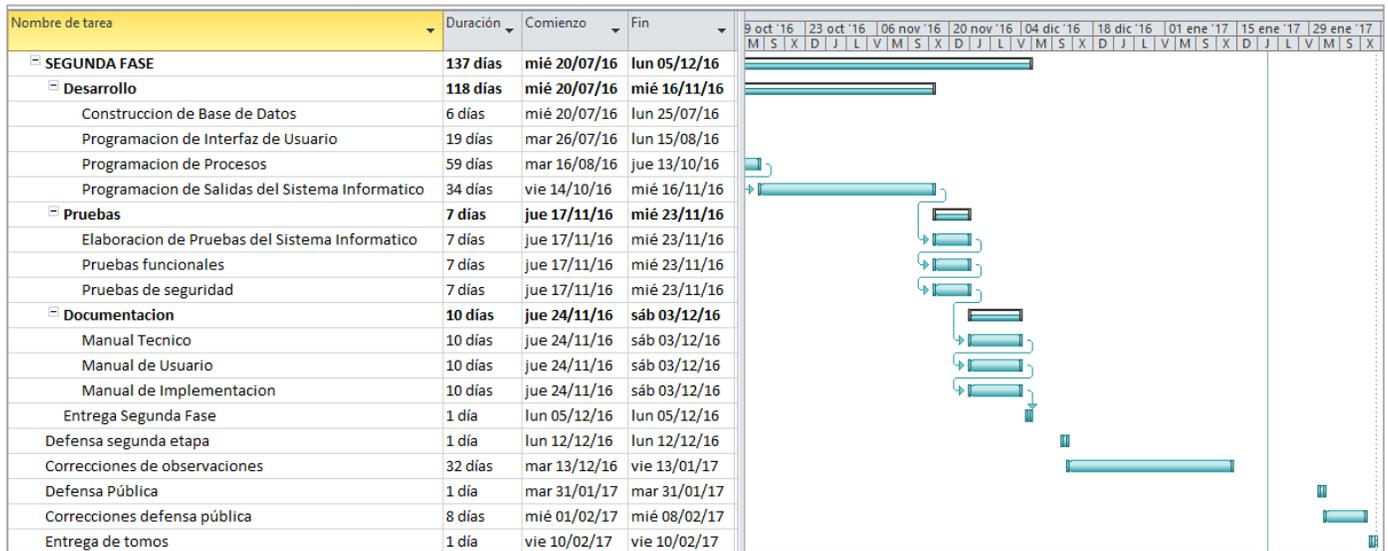 Nombre de tarea Duración Comienzo Fin 9 oct '16 23 oct '16 06 nov '16 20 nov '16 04 dic '16 18 dic '16 01 ene '17 15 ene '17 29 ene '17
M S X D J L V M S X D J L V M S X D J L V M S X D J L V M S X
SEGUNDA FASE 137 días mié 20/07/16 lun 05/12/16
Desarrollo 118 días mié 20/07/16 mié 16/11/16
Construccion de Base de Datos 6 días mié 20/07/16 lun 25/07/16
Programacion de Interfaz de Usuario 19 días mar 26/07/16 lun 15/08/16
Programacion de Procesos 59 días mar 16/08/16 jue 13/10/16
Programacion de Salidas del Sistema Informatico 34 días vie 14/10/16 mié 16/11/16
Pruebas 7 días jue 17/11/16 mié 23/11/16
Elaboracion de Pruebas del Sistema Informatico 7 días jue 17/11/16 mié 23/11/16
Pruebas funcionales 7 días jue 17/11/16 mié 23/11/16
Pruebas de seguridad 7 días jue 17/11/16 mié 23/11/16
Documentacion 10 días jue 24/11/16 sáb 03/12/16
Manual Tecnico 10 días jue 24/11/16 sáb 03/12/16
Manual de Usuario 10 días jue 24/11/16 sáb 03/12/16
Manual de Implementacion 10 días jue 24/11/16 sáb 03/12/16
Entrega Segunda Fase 1 día lun 05/12/16 lun 05/12/16
Defensa segunda etapa 1 día lun 12/12/16 lun 12/12/16
Correcciones de observaciones 32 días mar 13/12/16 vie 13/01/17
Defensa Pública 1 día mar 31/01/17 mar 31/01/17
Correcciones defensa pública 8 días mié 01/02/17 mié 08/02/17
Entrega de tomos 1 día vie 10/02/17 vie 10/02/17